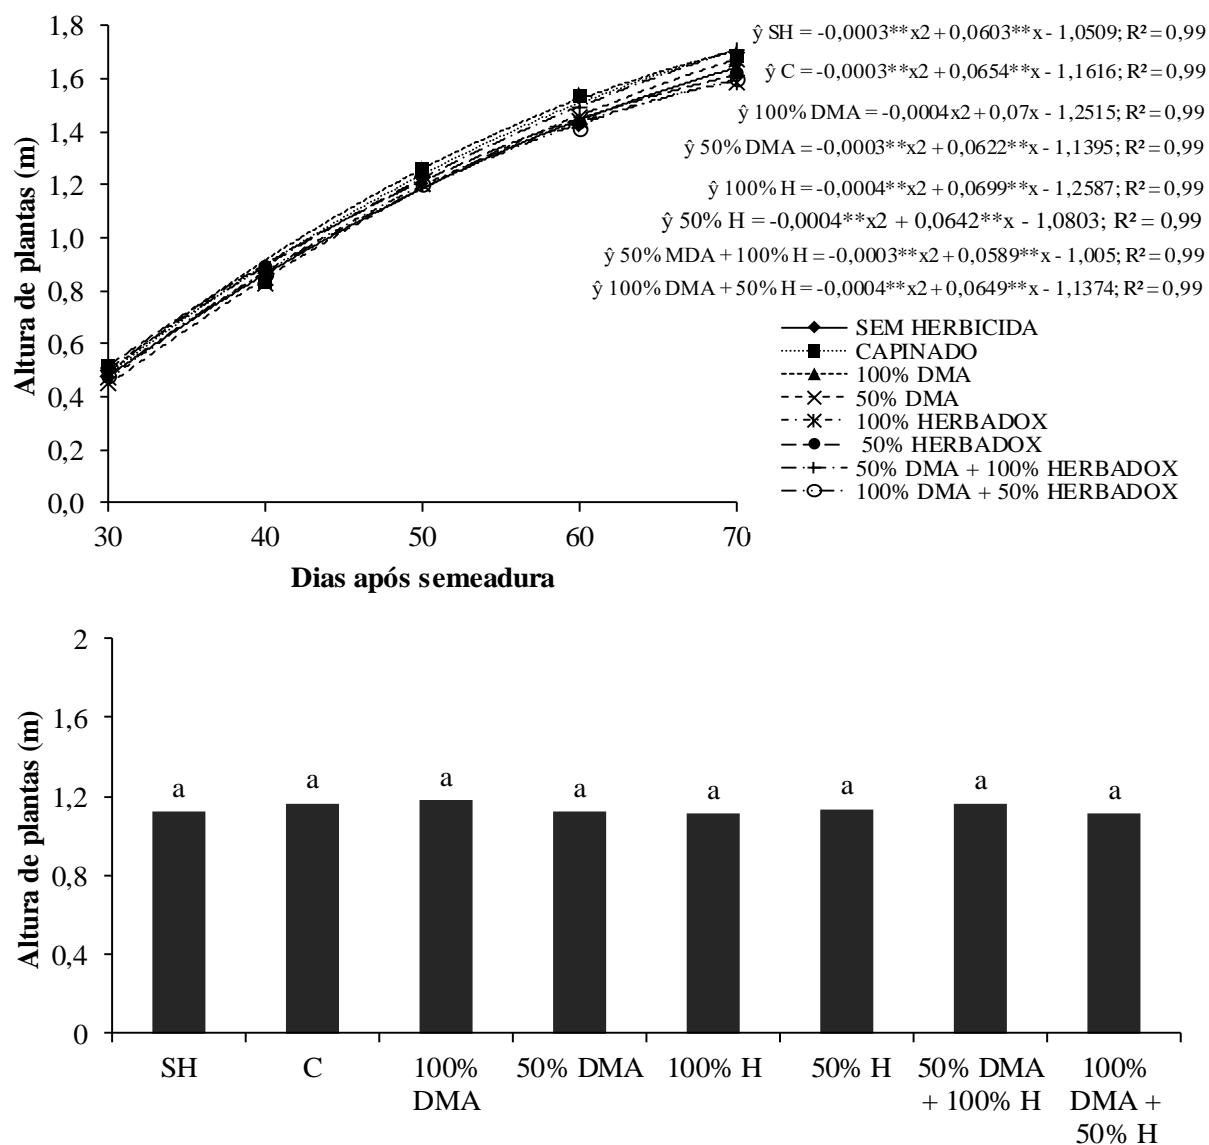 1,8
1,6
1,4
1,2
1,0
0,8
0,6
0,4
0,2
0,0
Altura de plantas (m)
30 40 50 60 70
Dias após semeadura
ŷ SH = -0,0003**x2 + 0,0603**x - 1,0509; R² = 0,99
ŷ C = -0,0003**x2 + 0,0654**x - 1,1616; R² = 0,99
ŷ 100% DMA = -0,0004x2 + 0,07x - 1,2515; R² = 0,99
ŷ 50% DMA = -0,0003**x2 + 0,0622**x - 1,1395; R² = 0,99
ŷ 100% H = -0,0004**x2 + 0,0699**x - 1,2587; R² = 0,99
ŷ 50% H = -0,0004**x2 + 0,0642**x - 1,0803; R² = 0,99
ŷ 50% MDA + 100% H = -0,0003**x2 + 0,0589**x - 1,005; R² = 0,99
ŷ 100% DMA + 50% H = -0,0004**x2 + 0,0649**x - 1,1374; R² = 0,99
SEM HERBICIDA
CAPINADO
100% DMA
50% DMA
100% HERBADOX
50% HERBADOX
50% DMA + 100% HERBADOX
100% DMA + 50% HERBADOX
2
1,6
1,2
0,8
0,4
0
Altura de plantas (m)
a a a a a a a a
SH C 100% 50% DMA 100% H 50% H 50% DMA 100%
DMA + 100% H DMA +
50% H